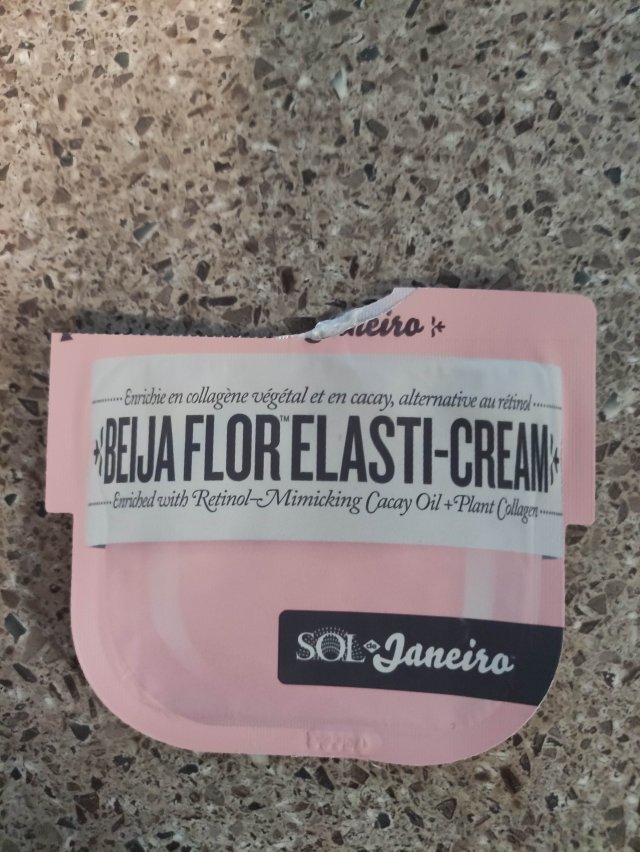 Enrichie en collagène végétal et en cacay, alternative au rétinol
BEIJA FLOR™ ELASTI-CREAM
Enriched with Retinol-Mimicking Cacay Oil + Plant Collagen
SOL de Janeiro